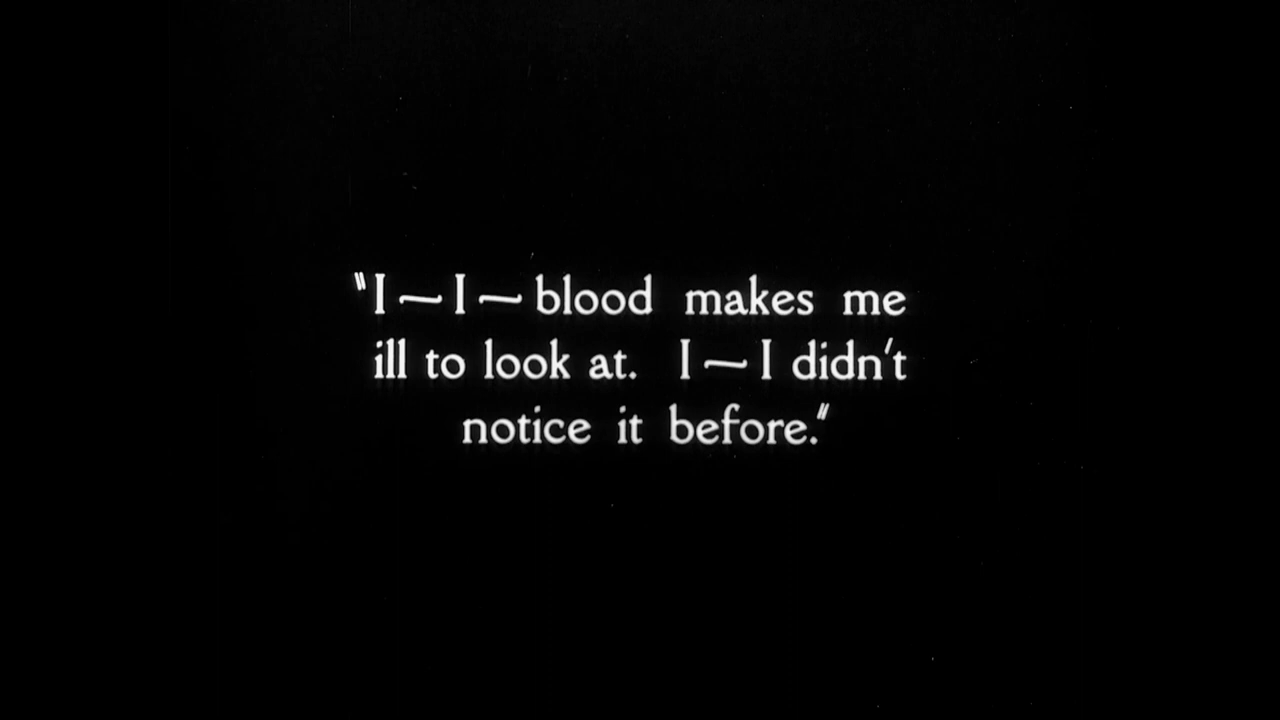 "I~I~blood makes me
ill to look at. I~I didn't
notice it before."